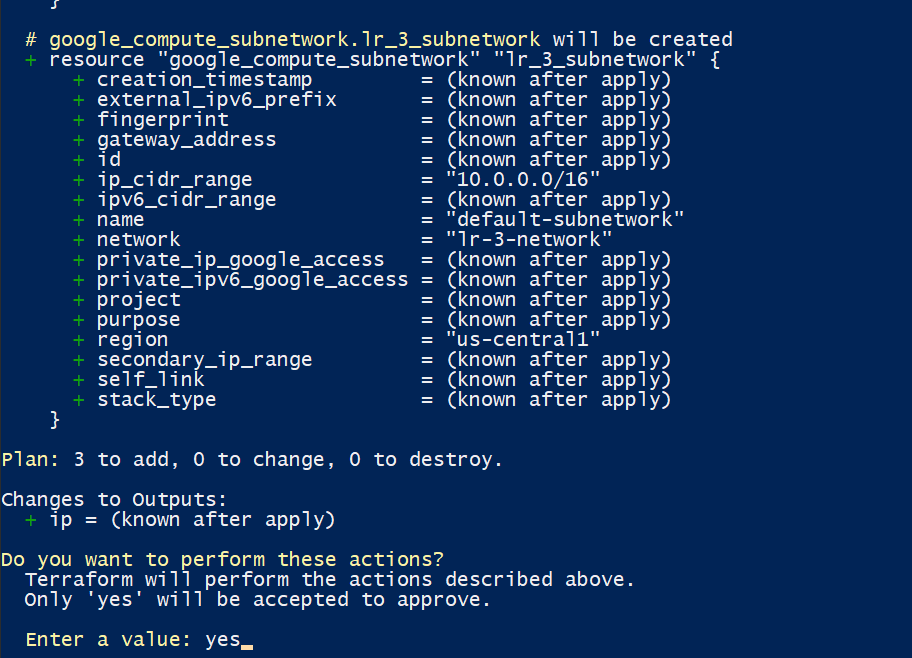 }
# google_compute_subnetwork.lr_3_subnetwork will be created
+ resource "google_compute_subnetwork" "lr_3_subnetwork" {
+ creation_timestamp = (known after apply)
+ external_ipv6_prefix = (known after apply)
+ fingerprint = (known after apply)
+ gateway_address = (known after apply)
+ id = (known after apply)
+ ip_cidr_range = "10.0.0.0/16"
+ ipv6_cidr_range = (known after apply)
+ name = "default-subnetwork"
+ network = "lr-3-network"
+ private_ip_google_access = (known after apply)
+ private_ipv6_google_access = (known after apply)
+ project = (known after apply)
+ purpose = (known after apply)
+ region = "us-central1"
+ secondary_ip_range = (known after apply)
+ self_link = (known after apply)
+ stack_type = (known after apply)
}
Plan: 3 to add, 0 to change, 0 to destroy.
Changes to Outputs:
+ ip = (known after apply)
Do you want to perform these actions?
Terraform will perform the actions described above.
Only 'yes' will be accepted to approve.
Enter a value: yes